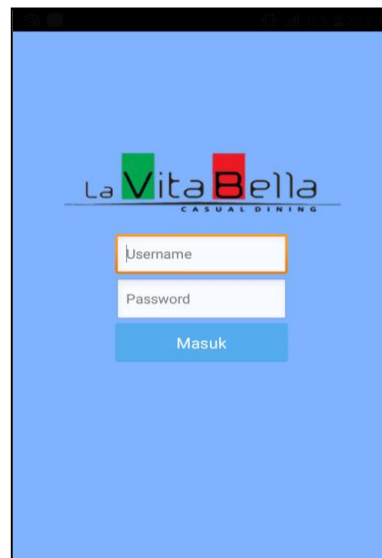 La Vita Bella
CASUAL DINING
Username
Password
Masuk